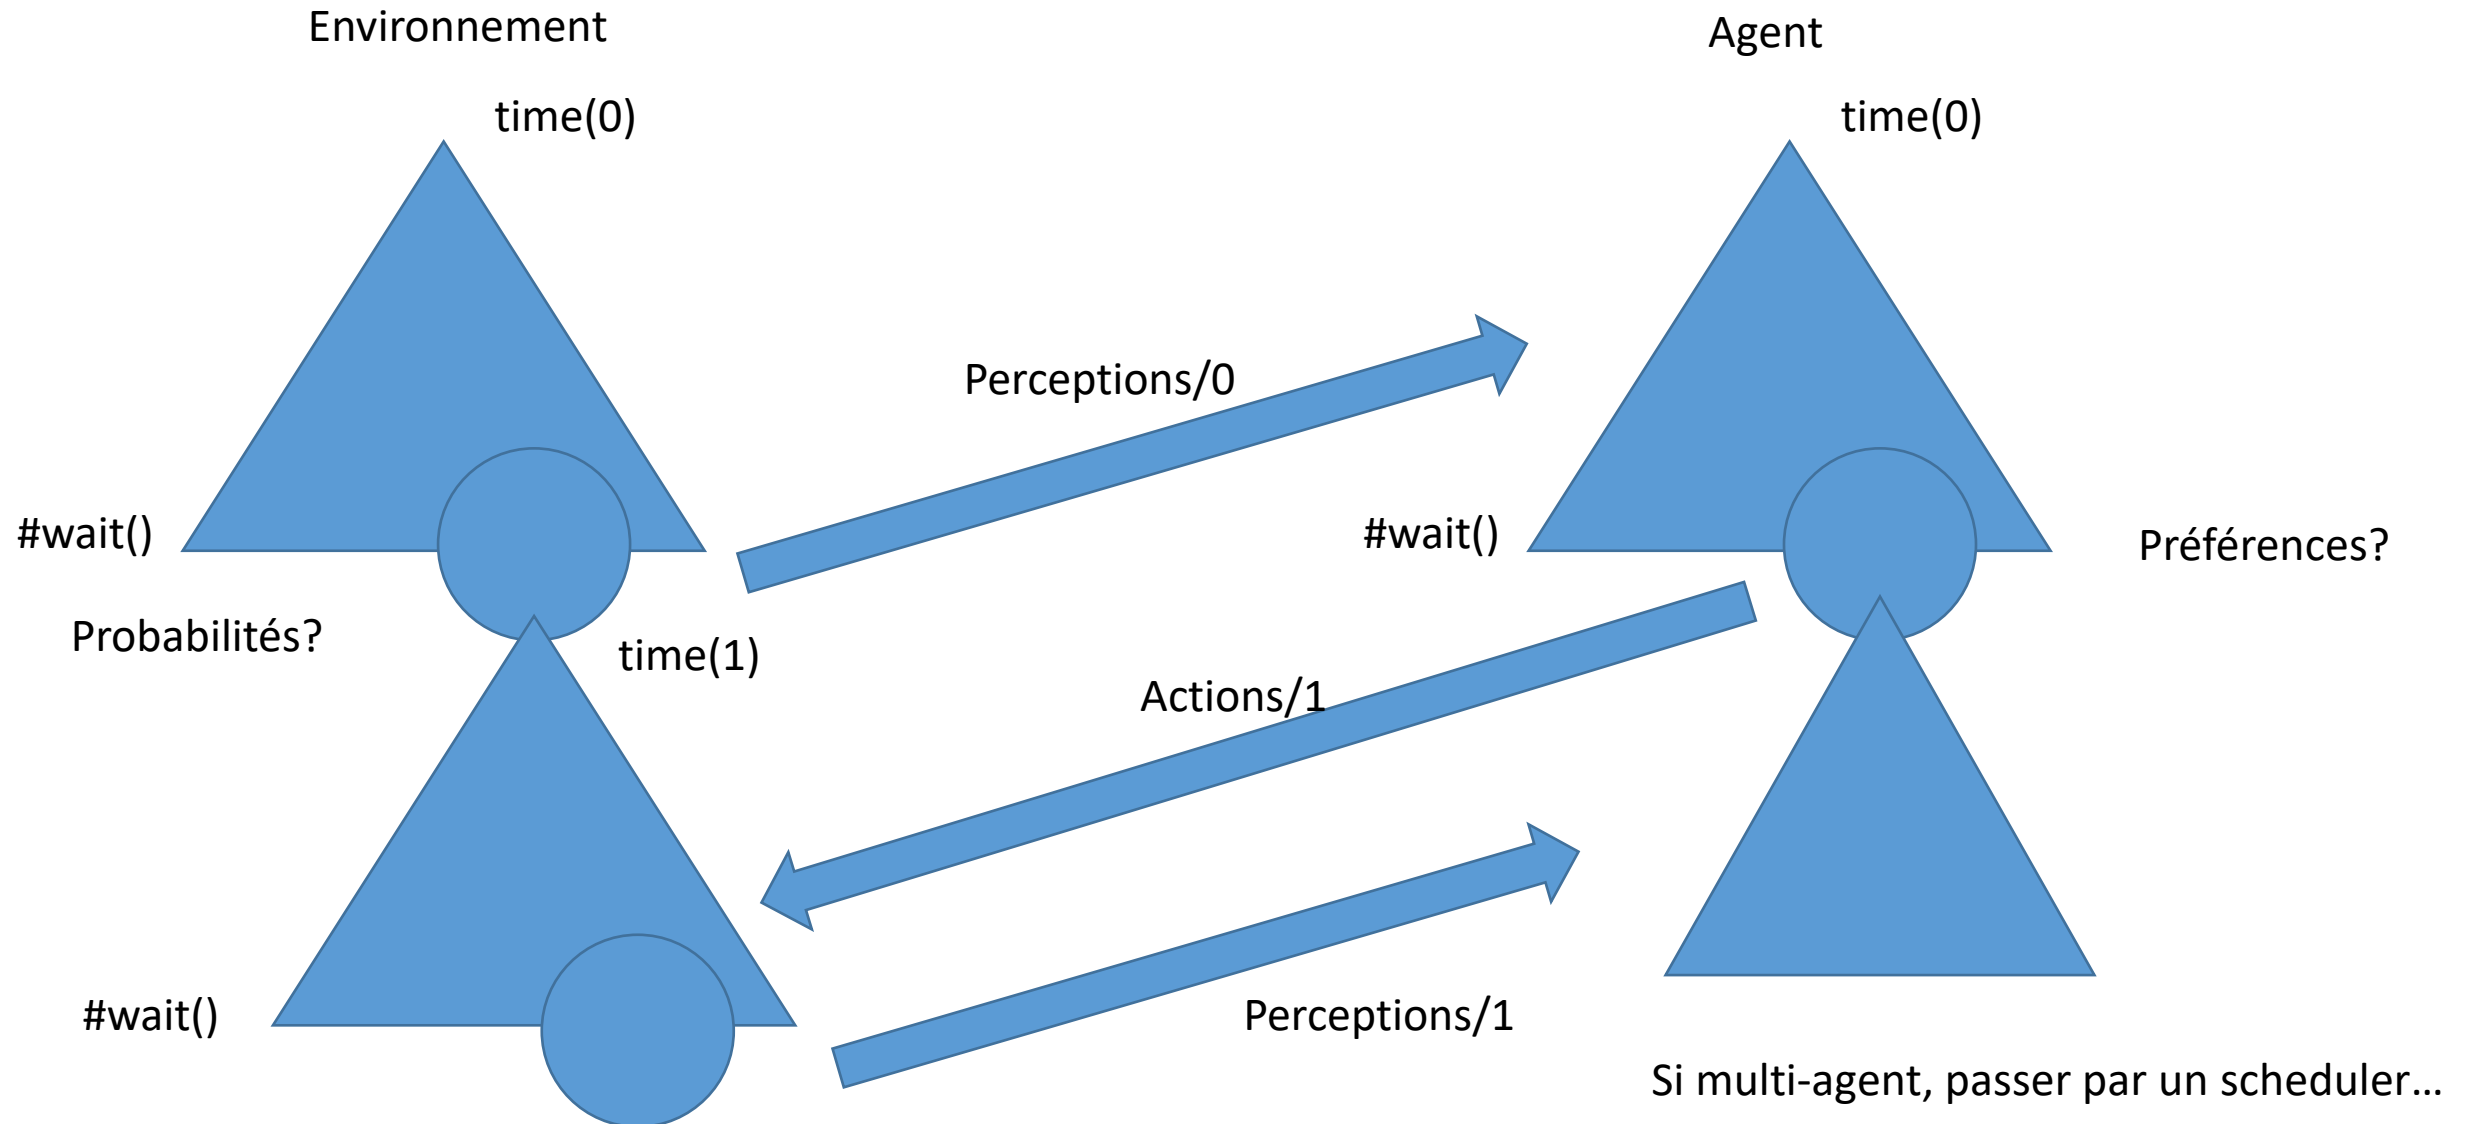 Environnement
Agent
time(0)
time(0)
Perceptions/0
#wait()
#wait()
Préférences?
Probabilités?
time(1)
Actions/1
#wait()
Perceptions/1
Si multi-agent, passer par un scheduler…